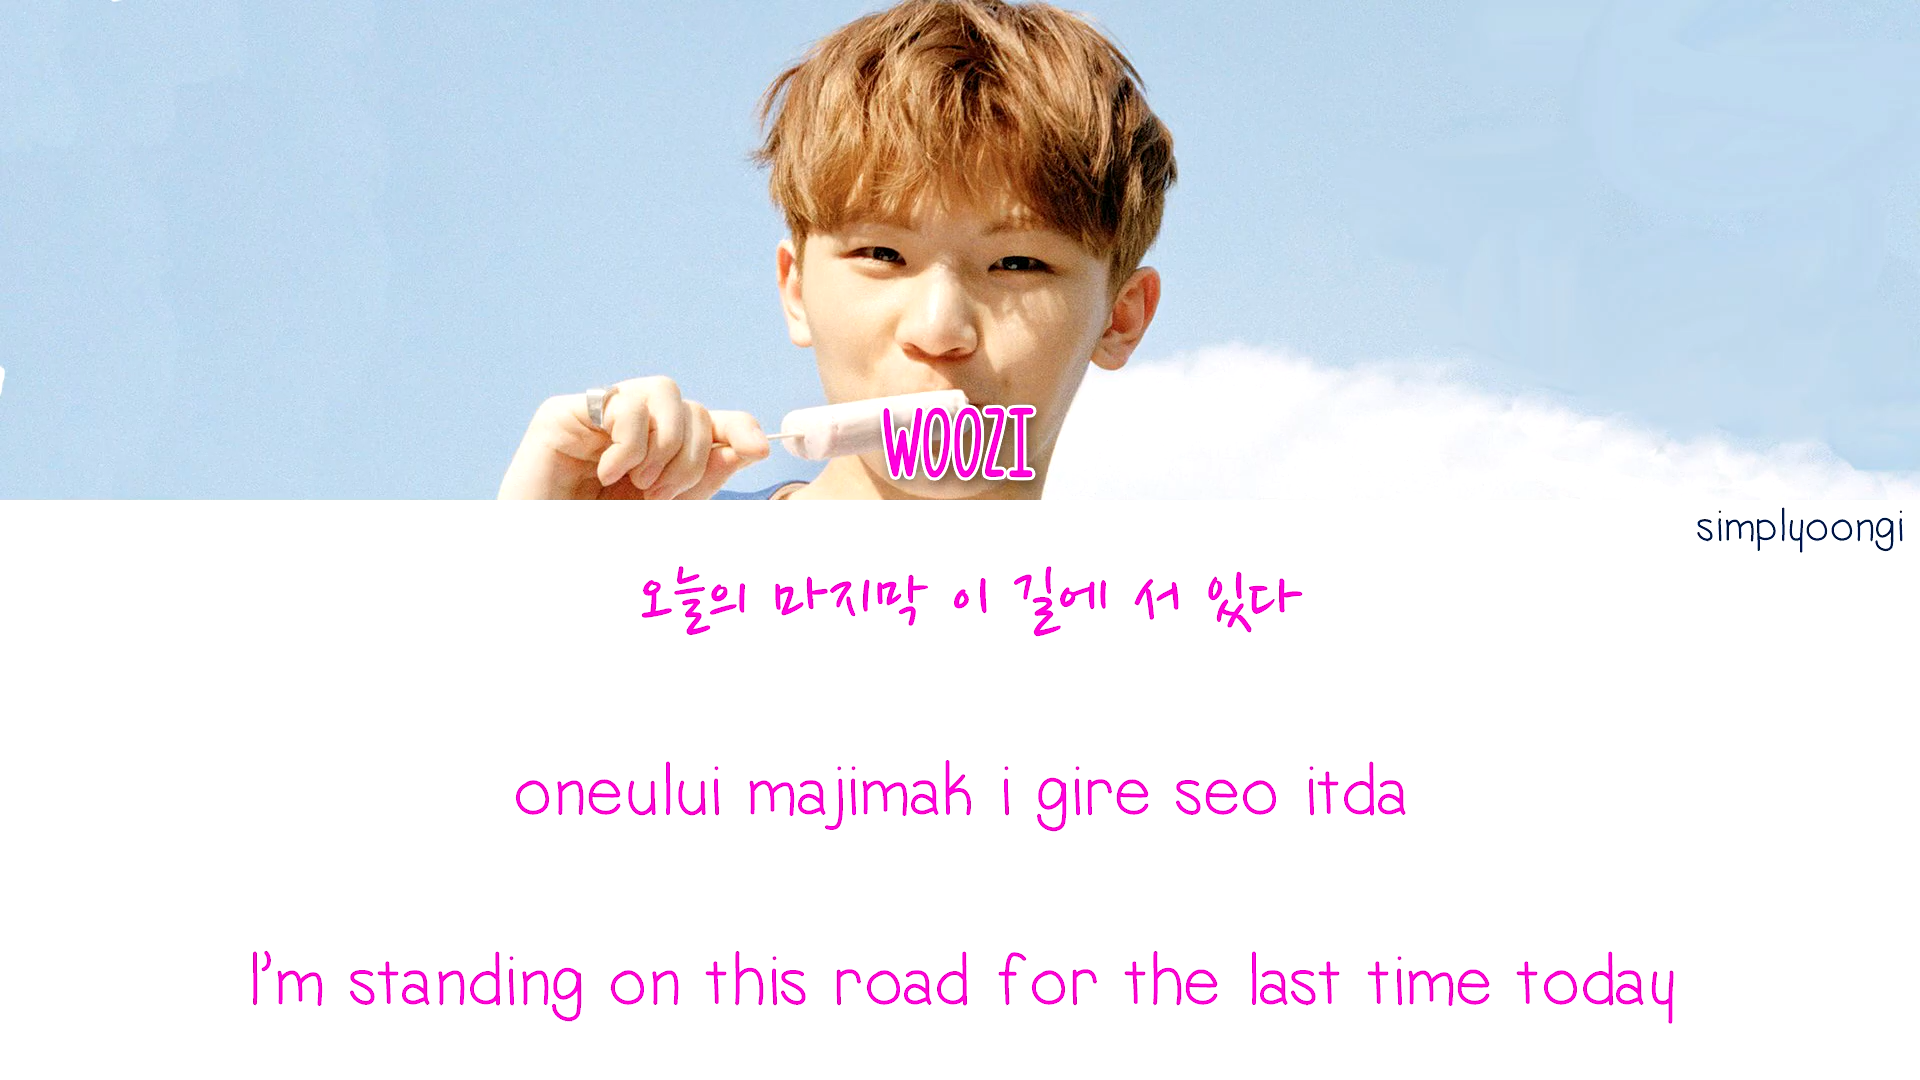 WOOZI
simplyoongi
오늘의 마지막 이 길에 서 있다
oneului majimak i gire seo itda
I'm standing on this road for the last time today